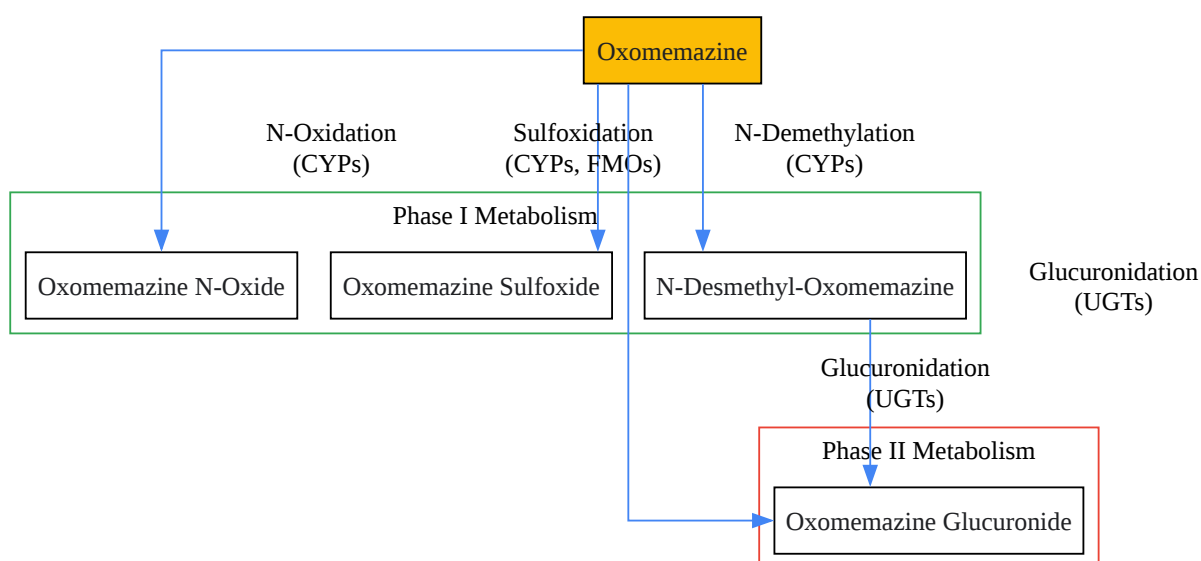 Oxomemazine
N-Oxidation
(CYPs)
Sulfoxidation
(CYPs, FMOs)
N-Demethylation
(CYPs)
Phase I Metabolism
Oxomemazine N-Oxide
Oxomemazine Sulfoxide
N-Desmethyl-Oxomemazine
Glucuronidation
(UGTs)
Glucuronidation
(UGTs)
Phase II Metabolism
Oxomemazine Glucuronide